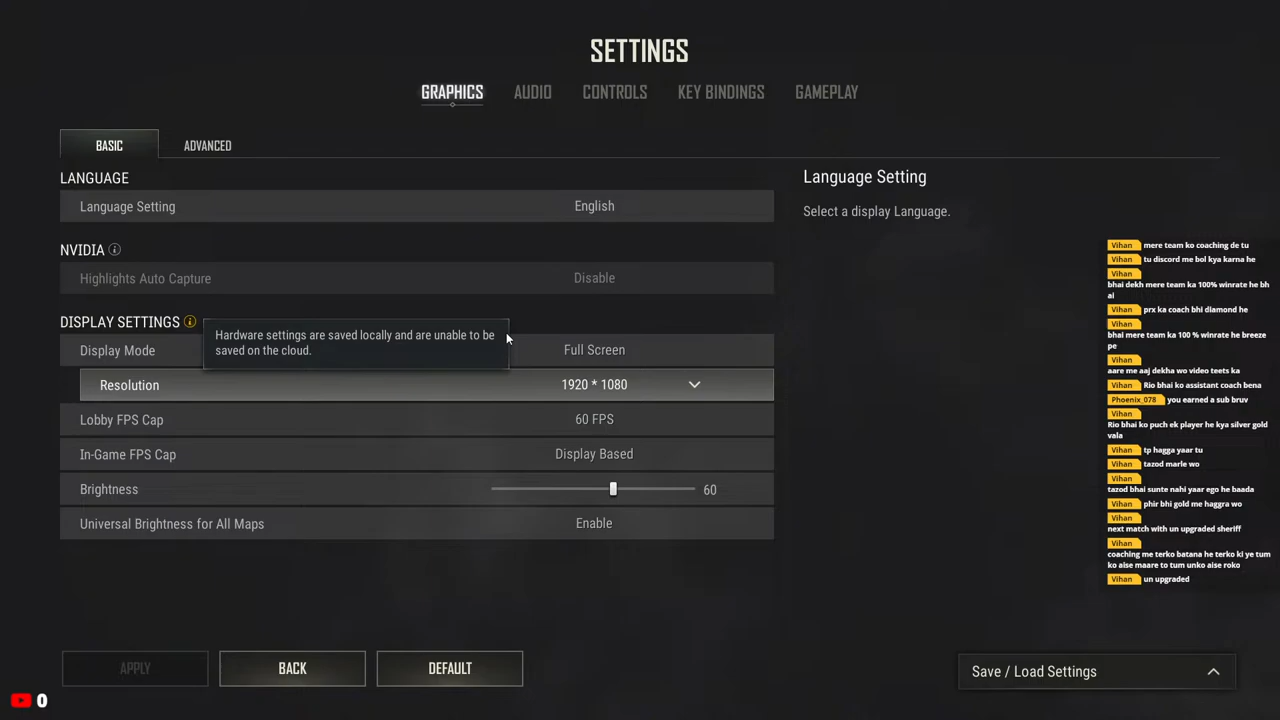 SETTINGS
GRAPHICS AUDIO CONTROLS KEY BINDINGS GAMEPLAY
BASIC ADVANCED
LANGUAGE
Language Setting English
NVIDIA
Highlights Auto Capture Disable
DISPLAY SETTINGS
Hardware settings are saved locally and are unable to be
saved on the cloud.
Display Mode Full Screen
Resolution 1920 * 1080
Lobby FPS Cap 60 FPS
In-Game FPS Cap Display Based
Brightness 60
Universal Brightness for All Maps Enable
Language Setting
Select a display Language.
Vihan mere team ko coaching de tu
Vihan tu discord me bol kya karna he
Vihan
bhai dekh mere team ka 100% winrate he bh
ai
Vihan prx ka coach bhi diamond he
Vihan
bhai mere team ka 100 % winrate he breeze
pe
Vihan
aare me aaj dekha wo video teets ka
Vihan Rio bhai ko assistant coach bena
Phoenix_078 you earned a sub bruv
Vihan
Rio bhai ko puch ek player he kya silver gold
vala
Vihan tp hagga yaar tu
Vihan tazod marle wo
Vihan
tazod bhai sunte nahi yaar ego he baada
Vihan phir bhi gold me haggra wo
Vihan
next match with un upgraded sheriff
Vihan
coaching me terko batana he terko ki ye tum
ko aise maare to tum unko aise roko
Vihan un upgraded
APPLY BACK DEFAULT
Save / Load Settings
0